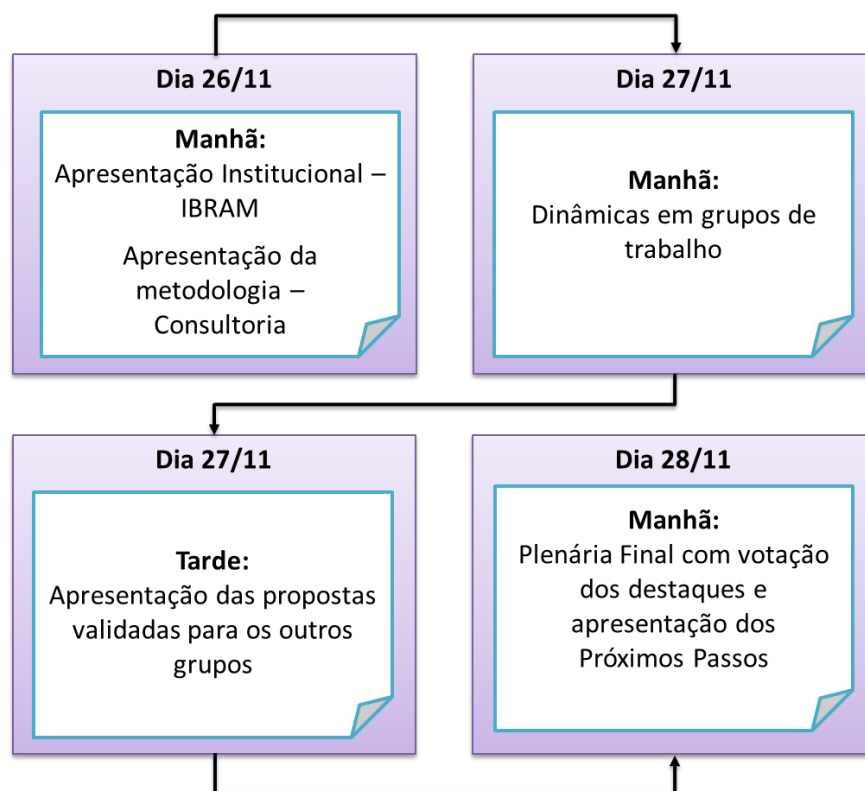 Dia 26/11
Manhã:
Apresentação Institucional –
IBRAM
Apresentação da
metodologia –
Consultoria
Dia 27/11
Manhã:
Dinâmicas em grupos de
trabalho
Dia 27/11
Tarde:
Apresentação das propostas
validadas para os outros
grupos
Dia 28/11
Manhã:
Plenária Final com votação
dos destaques e
apresentação dos
Próximos Passos